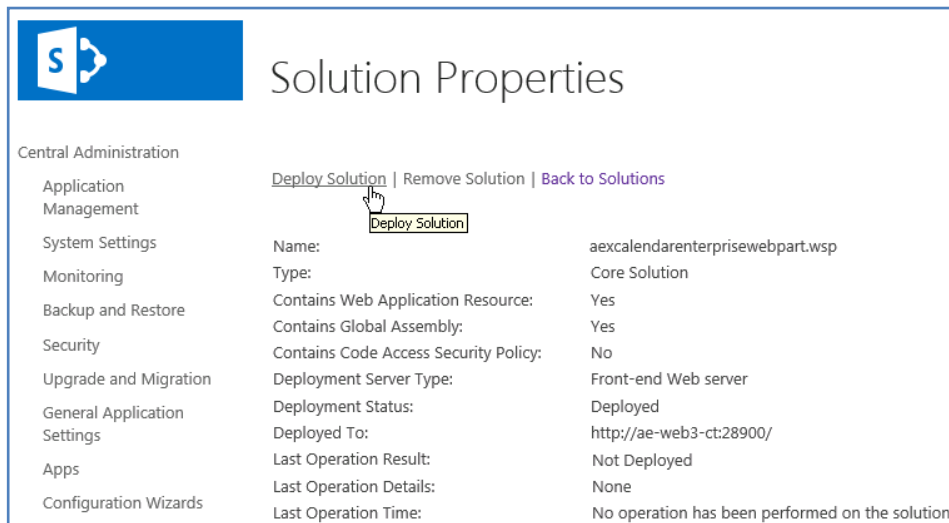 S
Solution Properties
Central Administration
Application
Management
System Settings
Monitoring
Backup and Restore
Security
Upgrade and Migration
General Application
Settings
Apps
Configuration Wizards
Deploy Solution | Remove Solution | Back to Solutions
Deploy Solution
Name: aexcalendarenterprisewebpart.wsp
Type: Core Solution
Contains Web Application Resource: Yes
Contains Global Assembly: Yes
Contains Code Access Security Policy: No
Deployment Server Type: Front-end Web server
Deployment Status: Deployed
Deployed To: http://ae-web3-ct:28900/
Last Operation Result: Not Deployed
Last Operation Details: None
Last Operation Time: No operation has been performed on the solution